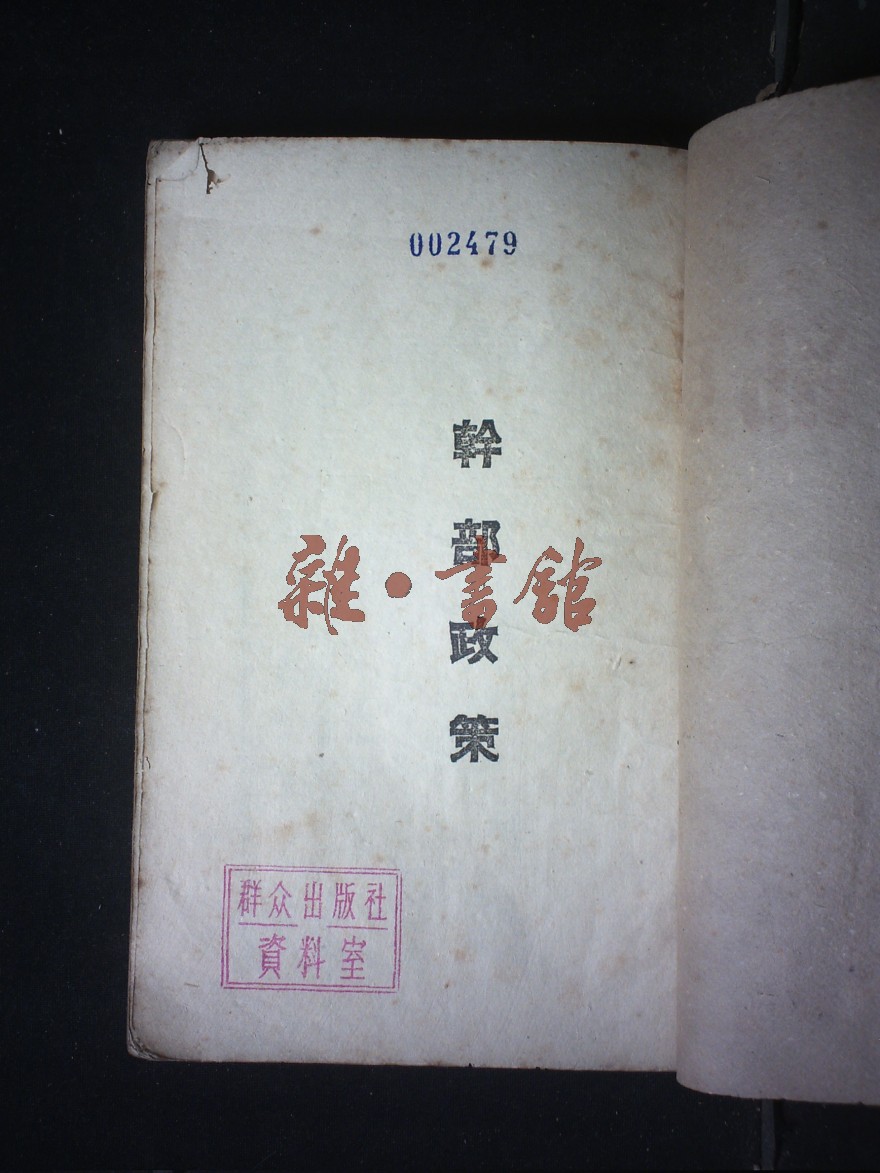 002479
幹部政策
雜·書館
群众出版社
資料室